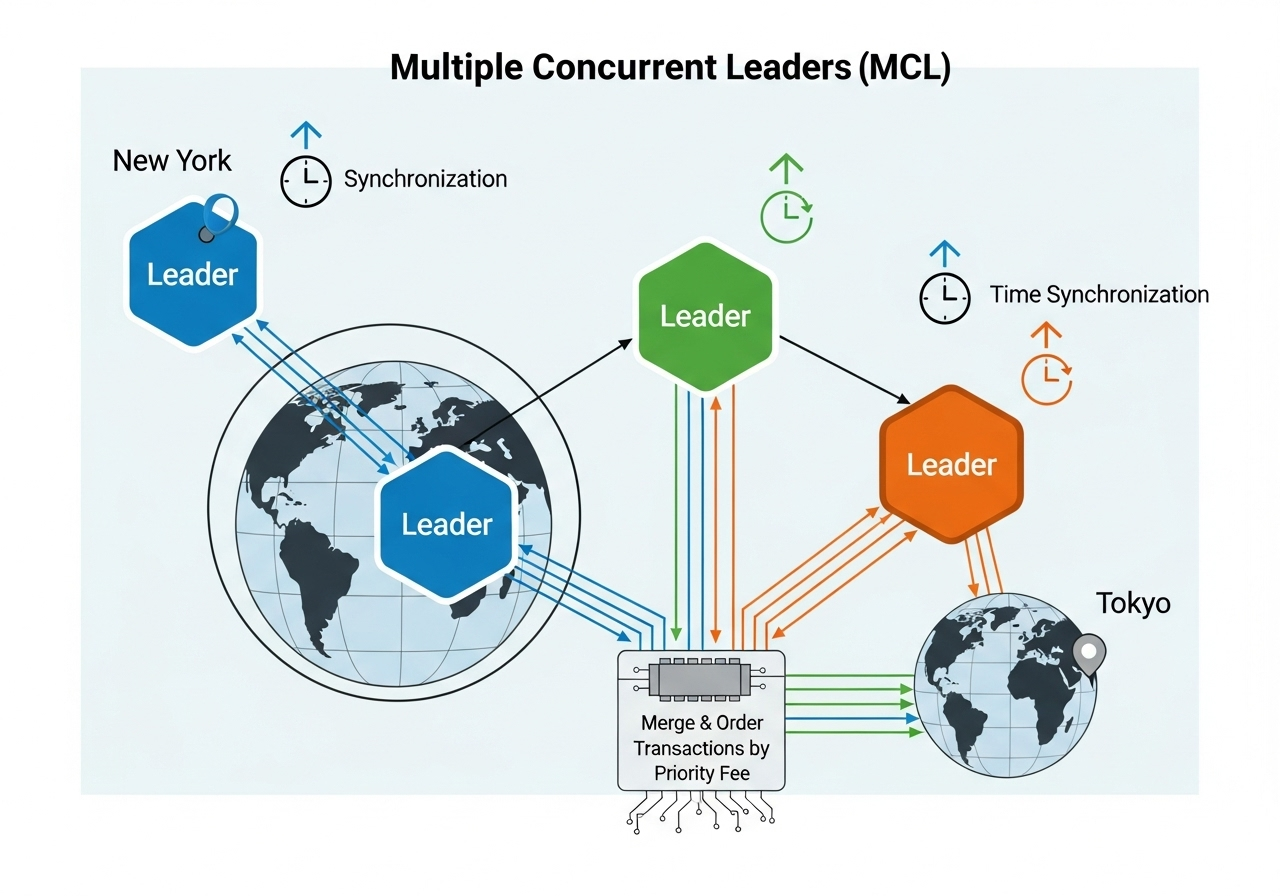 Multiple Concurrent Leaders (MCL)
New York
Synchronization
Leader
Leader
Time Synchronization
Leader
Leader
Tokyo
Merge & Order
Transactions by
Priority Fee